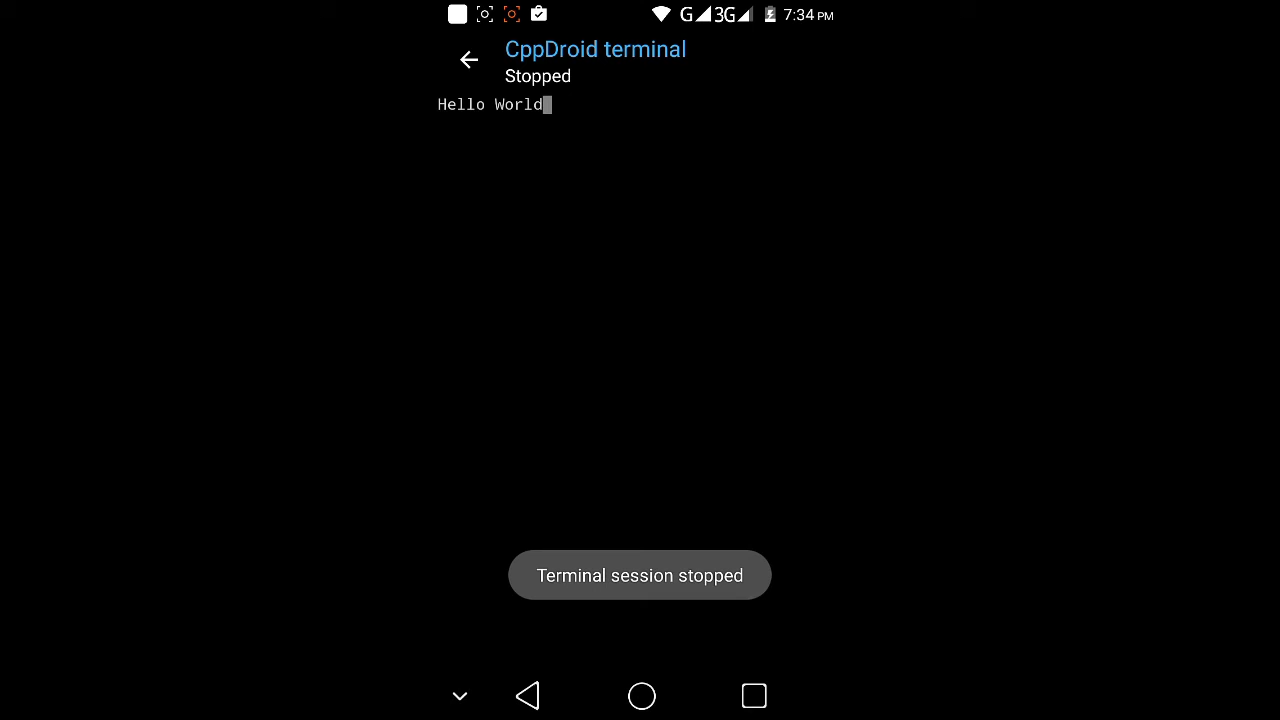 G 3G 7:34 PM
CppDroid terminal
Stopped
Hello World
Terminal session stopped